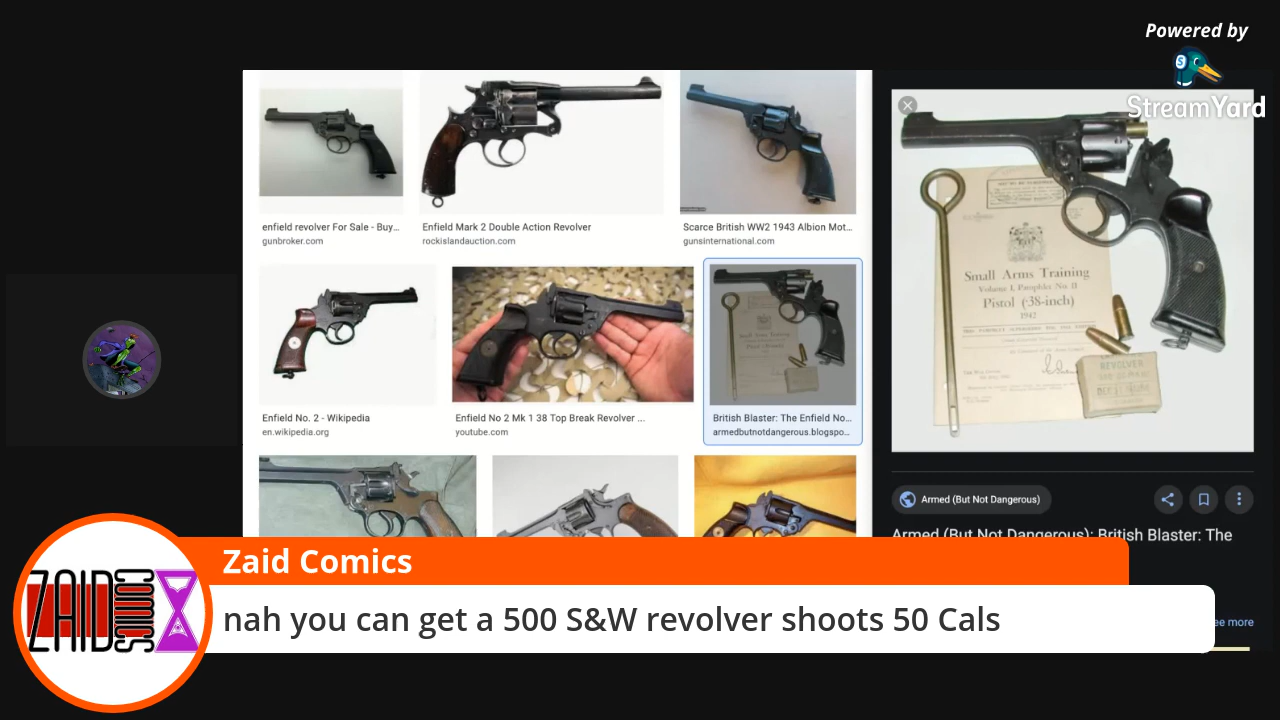 Powered by
StreamYard
enfield revolver For Sale - Buy...
gunbroker.com
Enfield Mark 2 Double Action Revolver
rockislandauction.com
Scarce British WW2 1943 Albion Mot...
gunsinternational.com
Enfield No. 2 - Wikipedia
en.wikipedia.org
Enfield No 2 Mk 1 38 Top Break Revolver ...
youtube.com
British Blaster: The Enfield No...
armedbutnotdangerous.blogspo...
Small Arms Training
Volume I, Pamphlet No. 11
Pistol (·38-inch)
1942
REVOLVER
Armed (But Not Dangerous)
Armed (But Not Dangerous): British Blaster: The
ee more
Zaid Comics
ZAID COMICS
nah you can get a 500 S&W revolver shoots 50 Cals